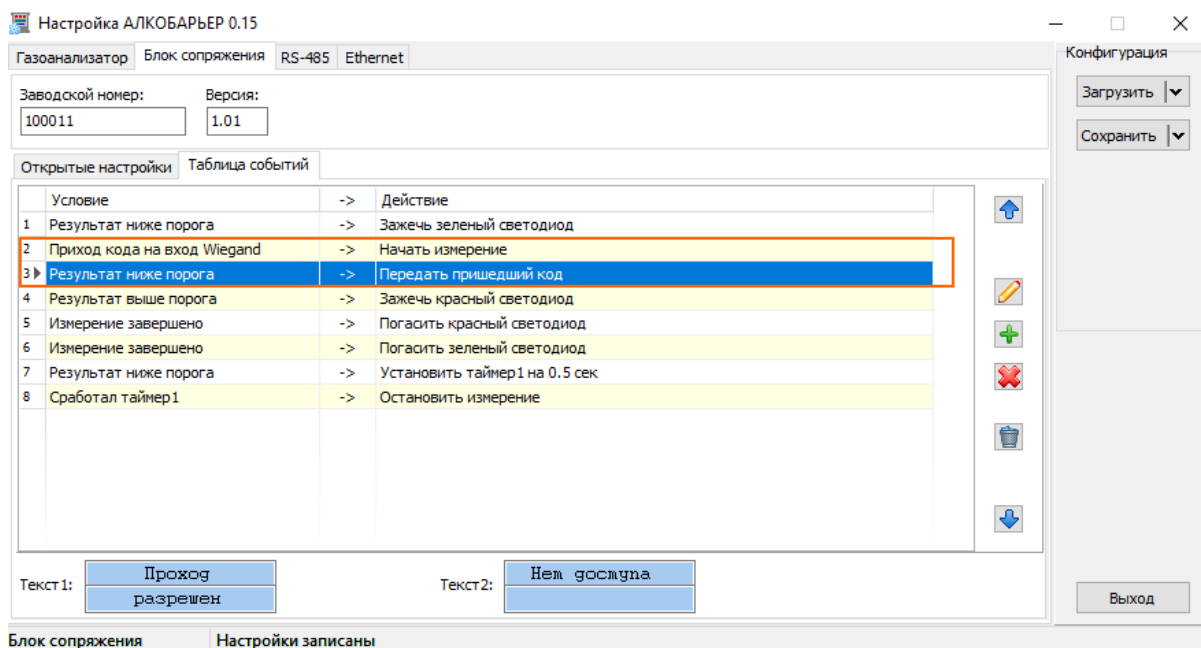 Настройка АЛКОБАРЬЕР 0.15
Газоанализатор Блок сопряжения RS-485 Ethernet
Конфигурация
Заводской номер: Версия:
100011 1.01
Загрузить
Сохранить
Открытые настройки Таблица событий
Условие -> Действие
1 Результат ниже порога -> Зажечь зеленый светодиод
2 Приход кода на вход Wiegand -> Начать измерение
3 Результат ниже порога -> Передать пришедший код
4 Результат выше порога -> Зажечь красный светодиод
5 Измерение завершено -> Погасить красный светодиод
6 Измерение завершено -> Погасить зеленый светодиод
7 Результат ниже порога -> Установить таймер1 на 0.5 сек
8 Сработал таймер1 -> Остановить измерение
Текст1: Проход
разрешен
Текст2: Нет доступа
Выход
Блок сопряжения Настройки записаны